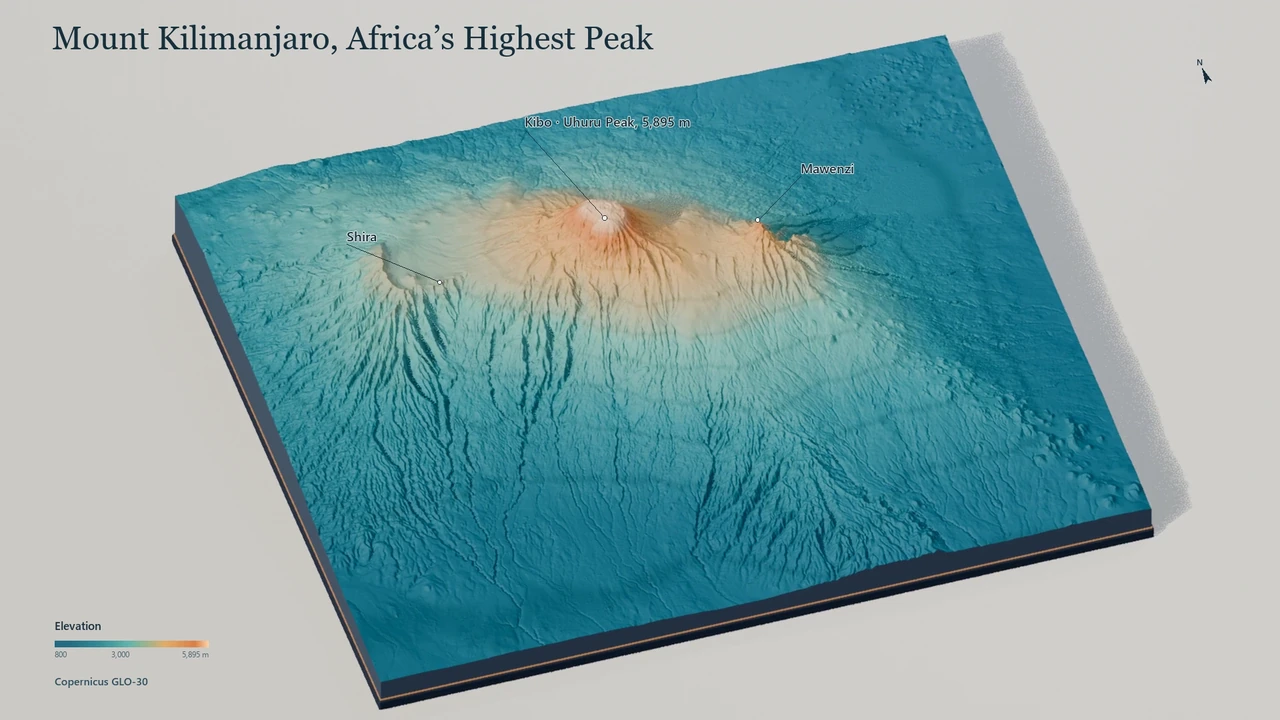 Mount Kilimanjaro, Africa’s Highest Peak
N
Kibo · Uhuru Peak, 5,895 m
Mawenzi
Shira
Elevation
800 3,000 5,895 m
Copernicus GLO-30